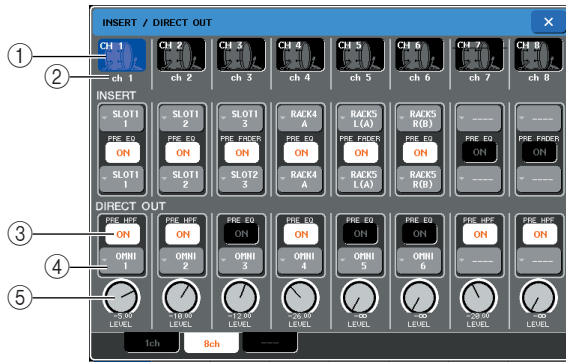 INSERT / DIRECT OUT
CH 1 CH 2 CH 3 CH 4 CH 5 CH 6 CH 7 CH 8
① 
② ch 1 ch 2 ch 3 ch 4 ch 5 ch 6 ch 7 ch 8
INSERT
SLOT1 SLOT1 SLOT1 RACK4 RACK5 RACK5 ---- ----
1 2 3 A L(A) R(B)
PRE EQ PRE EQ PRE FADER PRE EQ PRE FADER PRE EQ PRE EQ PRE FADER
ON ON ON ON ON ON ON ON
SLOT1 SLOT1 SLOT2 RACK4 RACK5 RACK5 ---- ----
1 2 3 A L(A) R(B)
DIRECT OUT
PRE HPF PRE HPF PRE EQ PRE EQ PRE EQ PRE EQ PRE HPF PRE HPF
③ ON ON ON ON ON ON ON ON
④ OMNI OMNI OMNI OMNI OMNI OMNI ---- ----
1 2 3 4 5 6
⑤
-5.00 -10.00 -12.00 -26.00 -∞ -∞ -20.00 -∞
LEVEL LEVEL LEVEL LEVEL LEVEL LEVEL LEVEL LEVEL
1ch 8ch ---